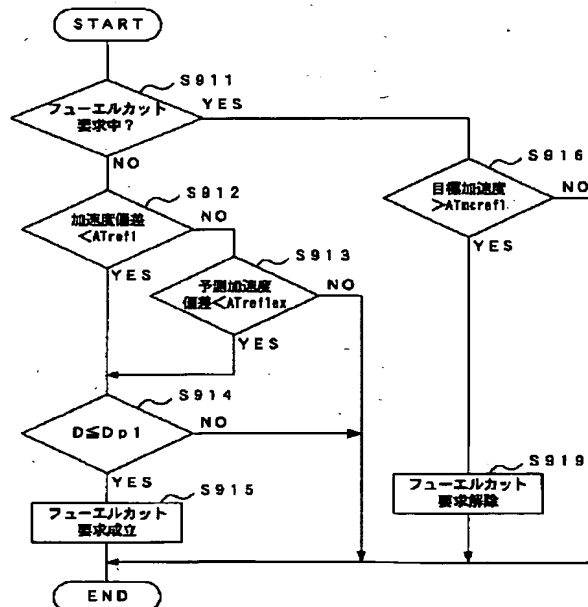 START
S911
フューエルカット
要求中?
YES
NO
S916
目標加速度
>ATmcref1
NO
YES
S912
加速度偏差
<ATref1
NO
YES
S913
予測加速度
偏差<ATref1ex
NO
YES
S914
D≦Dp1
NO
YES
S915
フューエルカット
要求成立
S919
フューエルカット
要求解除
END